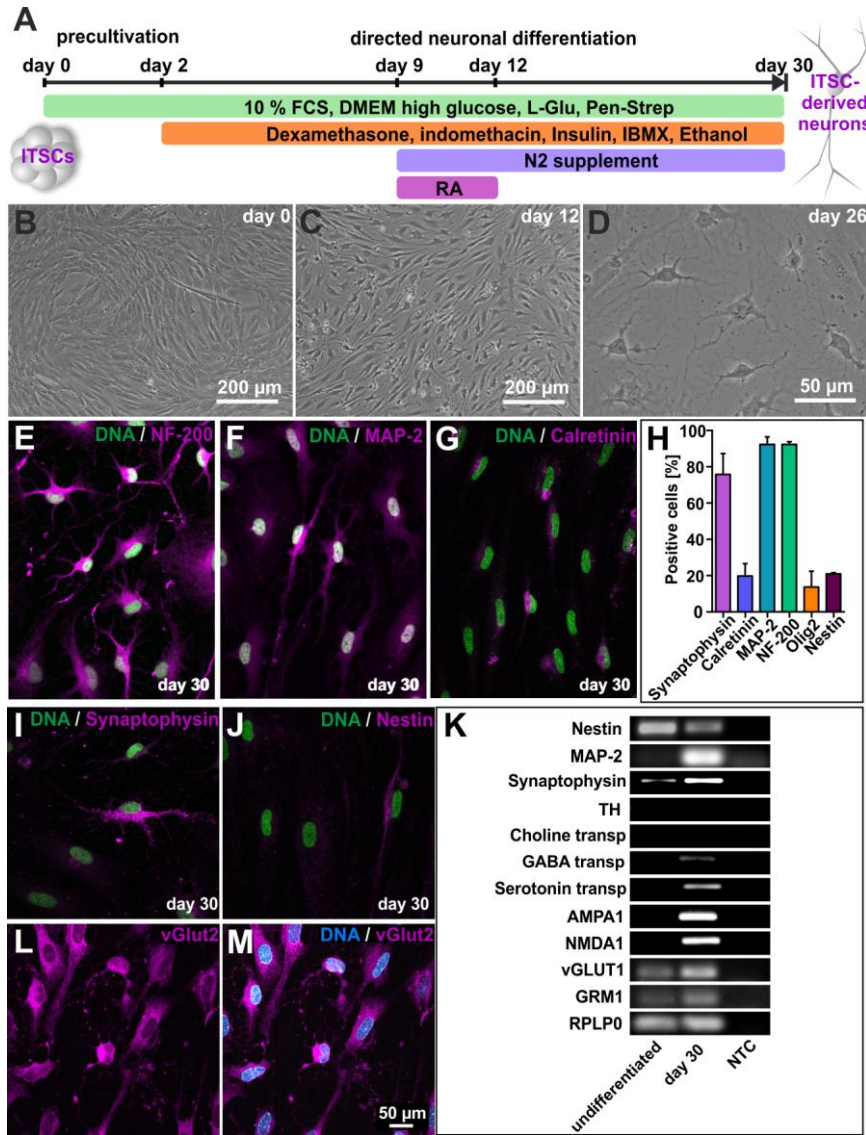 A
precultivation directed neuronal differentiation
day 0 day 2 day 9 day 12 day 30
10 % FCS, DMEM high glucose, L-Glu, Pen-Strep
Dexamethasone, indomethacin, Insulin, IBMX, Ethanol
N2 supplement
RA
ITSCs
ITSC-
derived
neurons
B day 0
200 µm
C day 12
200 µm
D day 26
50 µm
E DNA / NF-200
day 30
F DNA / MAP-2
day 30
G DNA / Calretinin
day 30
H
Positive cells [%]
100
80
60
40
20
0
Synaptophysin
Calretinin
MAP-2
NF-200
Olig2
Nestin
I DNA / Synaptophysin
day 30
J DNA / Nestin
day 30
K
Nestin
MAP-2
Synaptophysin
TH
Choline transp
GABA transp
Serotonin transp
AMPA1
NMDA1
vGLUT1
GRM1
RPLP0
undifferentiated
day 30
NTC
L vGlut2
M DNA / vGlut2
50 µm